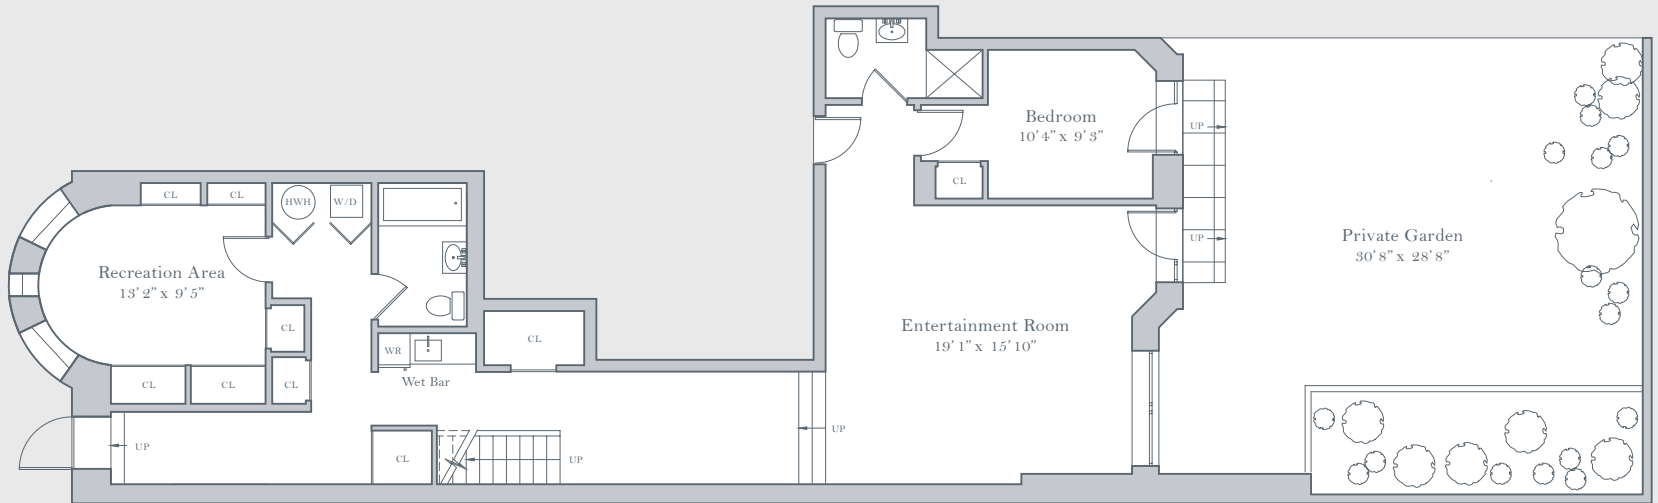 Bedroom
10'4" x 9'3"
UP
CL
CL
CL
HWH
W/D
UP
Private Garden
30'8" x 28'8"
Recreation Area
13'2" x 9'5"
CL
Entertainment Room
19'1" x 15'10"
CL
WR
Wet Bar
CL
CL
CL
UP
UP
CL
UP